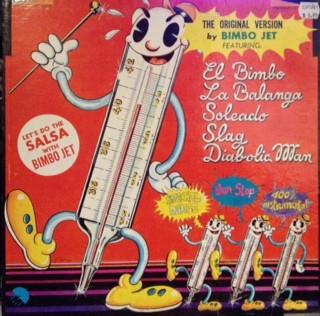 THE ORIGINAL VERSION
by BIMBO JET
FEATURING:
El Bimbo
La Balanga
Soleado
Slag
Diabolic Man
LET'S DO THE
SALSA
WITH
BIMBO JET
Non Stop
100%
instrumental
42